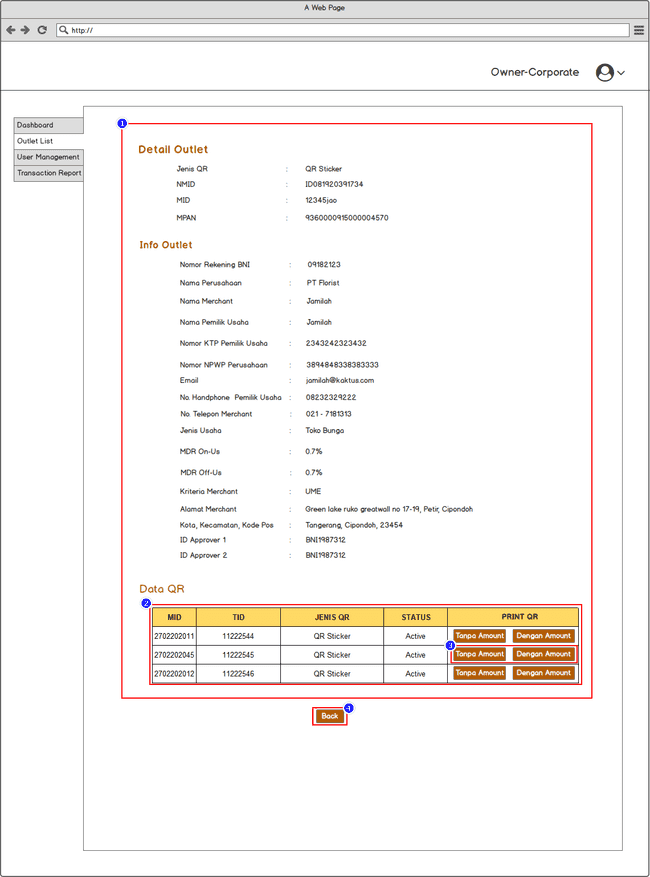 A Web Page
http://
Owner-Corporate
Dashboard
Outlet List
User Management
Transaction Report
1
Detail Outlet
Jenis QR : QR Sticker
NMID : ID081920391734
MID : 12345jao
MPAN : 9360000915000004570
Info Outlet
Nomor Rekening BNI : 09182123
Nama Perusahaan : PT Florist
Nama Merchant : Jamilah
Nama Pemilik Usaha : Jamilah
Nomor KTP Pemilik Usaha : 2343242323432
Nomor NPWP Perusahaan : 3894848338383333
Email : jamilah@kaktus.com
No. Handphone Pemilik Usaha : 08232329222
No. Telepon Merchant : 021 - 7181313
Jenis Usaha : Toko Bunga
MDR On-Us : 0.7%
MDR Off-Us : 0.7%
Kriteria Merchant : UME
Alamat Merchant : Green lake ruko greatwall no 17-19, Petir, Cipondoh
Kota, Kecamatan, Kode Pos : Tangerang, Cipondoh, 23454
ID Approver 1 : BNI1987312
ID Approver 2 : BNI1987312
Data QR
2
MID TID JENIS QR STATUS PRINT QR
2702202011 11222544 QR Sticker Active Tanpa Amount Dengan Amount
3
2702202045 11222545 QR Sticker Active Tanpa Amount Dengan Amount
2702202012 11222546 QR Sticker Active Tanpa Amount Dengan Amount
Back
4